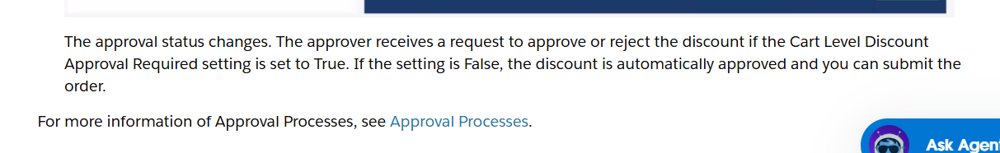 The approval status changes. The approver receives a request to approve or reject the discount if the Cart Level Discount
Approval Required setting is set to True. If the setting is False, the discount is automatically approved and you can submit the
order.
For more information of Approval Processes, see Approval Processes.
Ask Agent